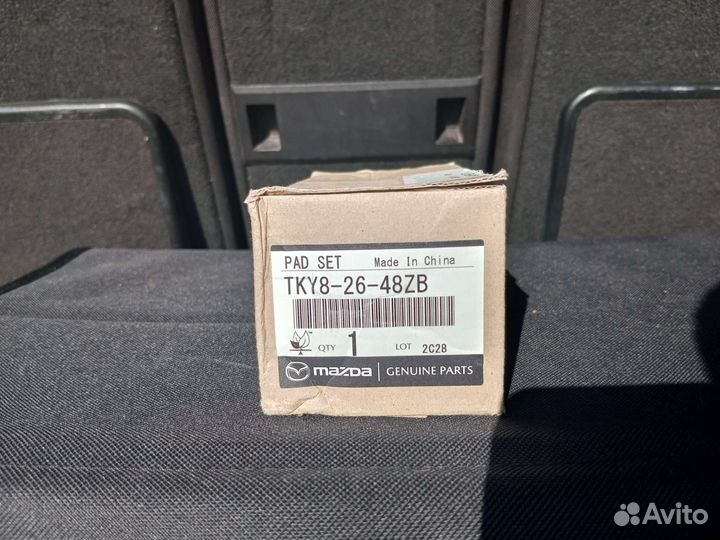 PAD SET Made In China
TKY8-26-48ZB
QTY 1 LOT 2C28
mazda GENUINE PARTS
Avito